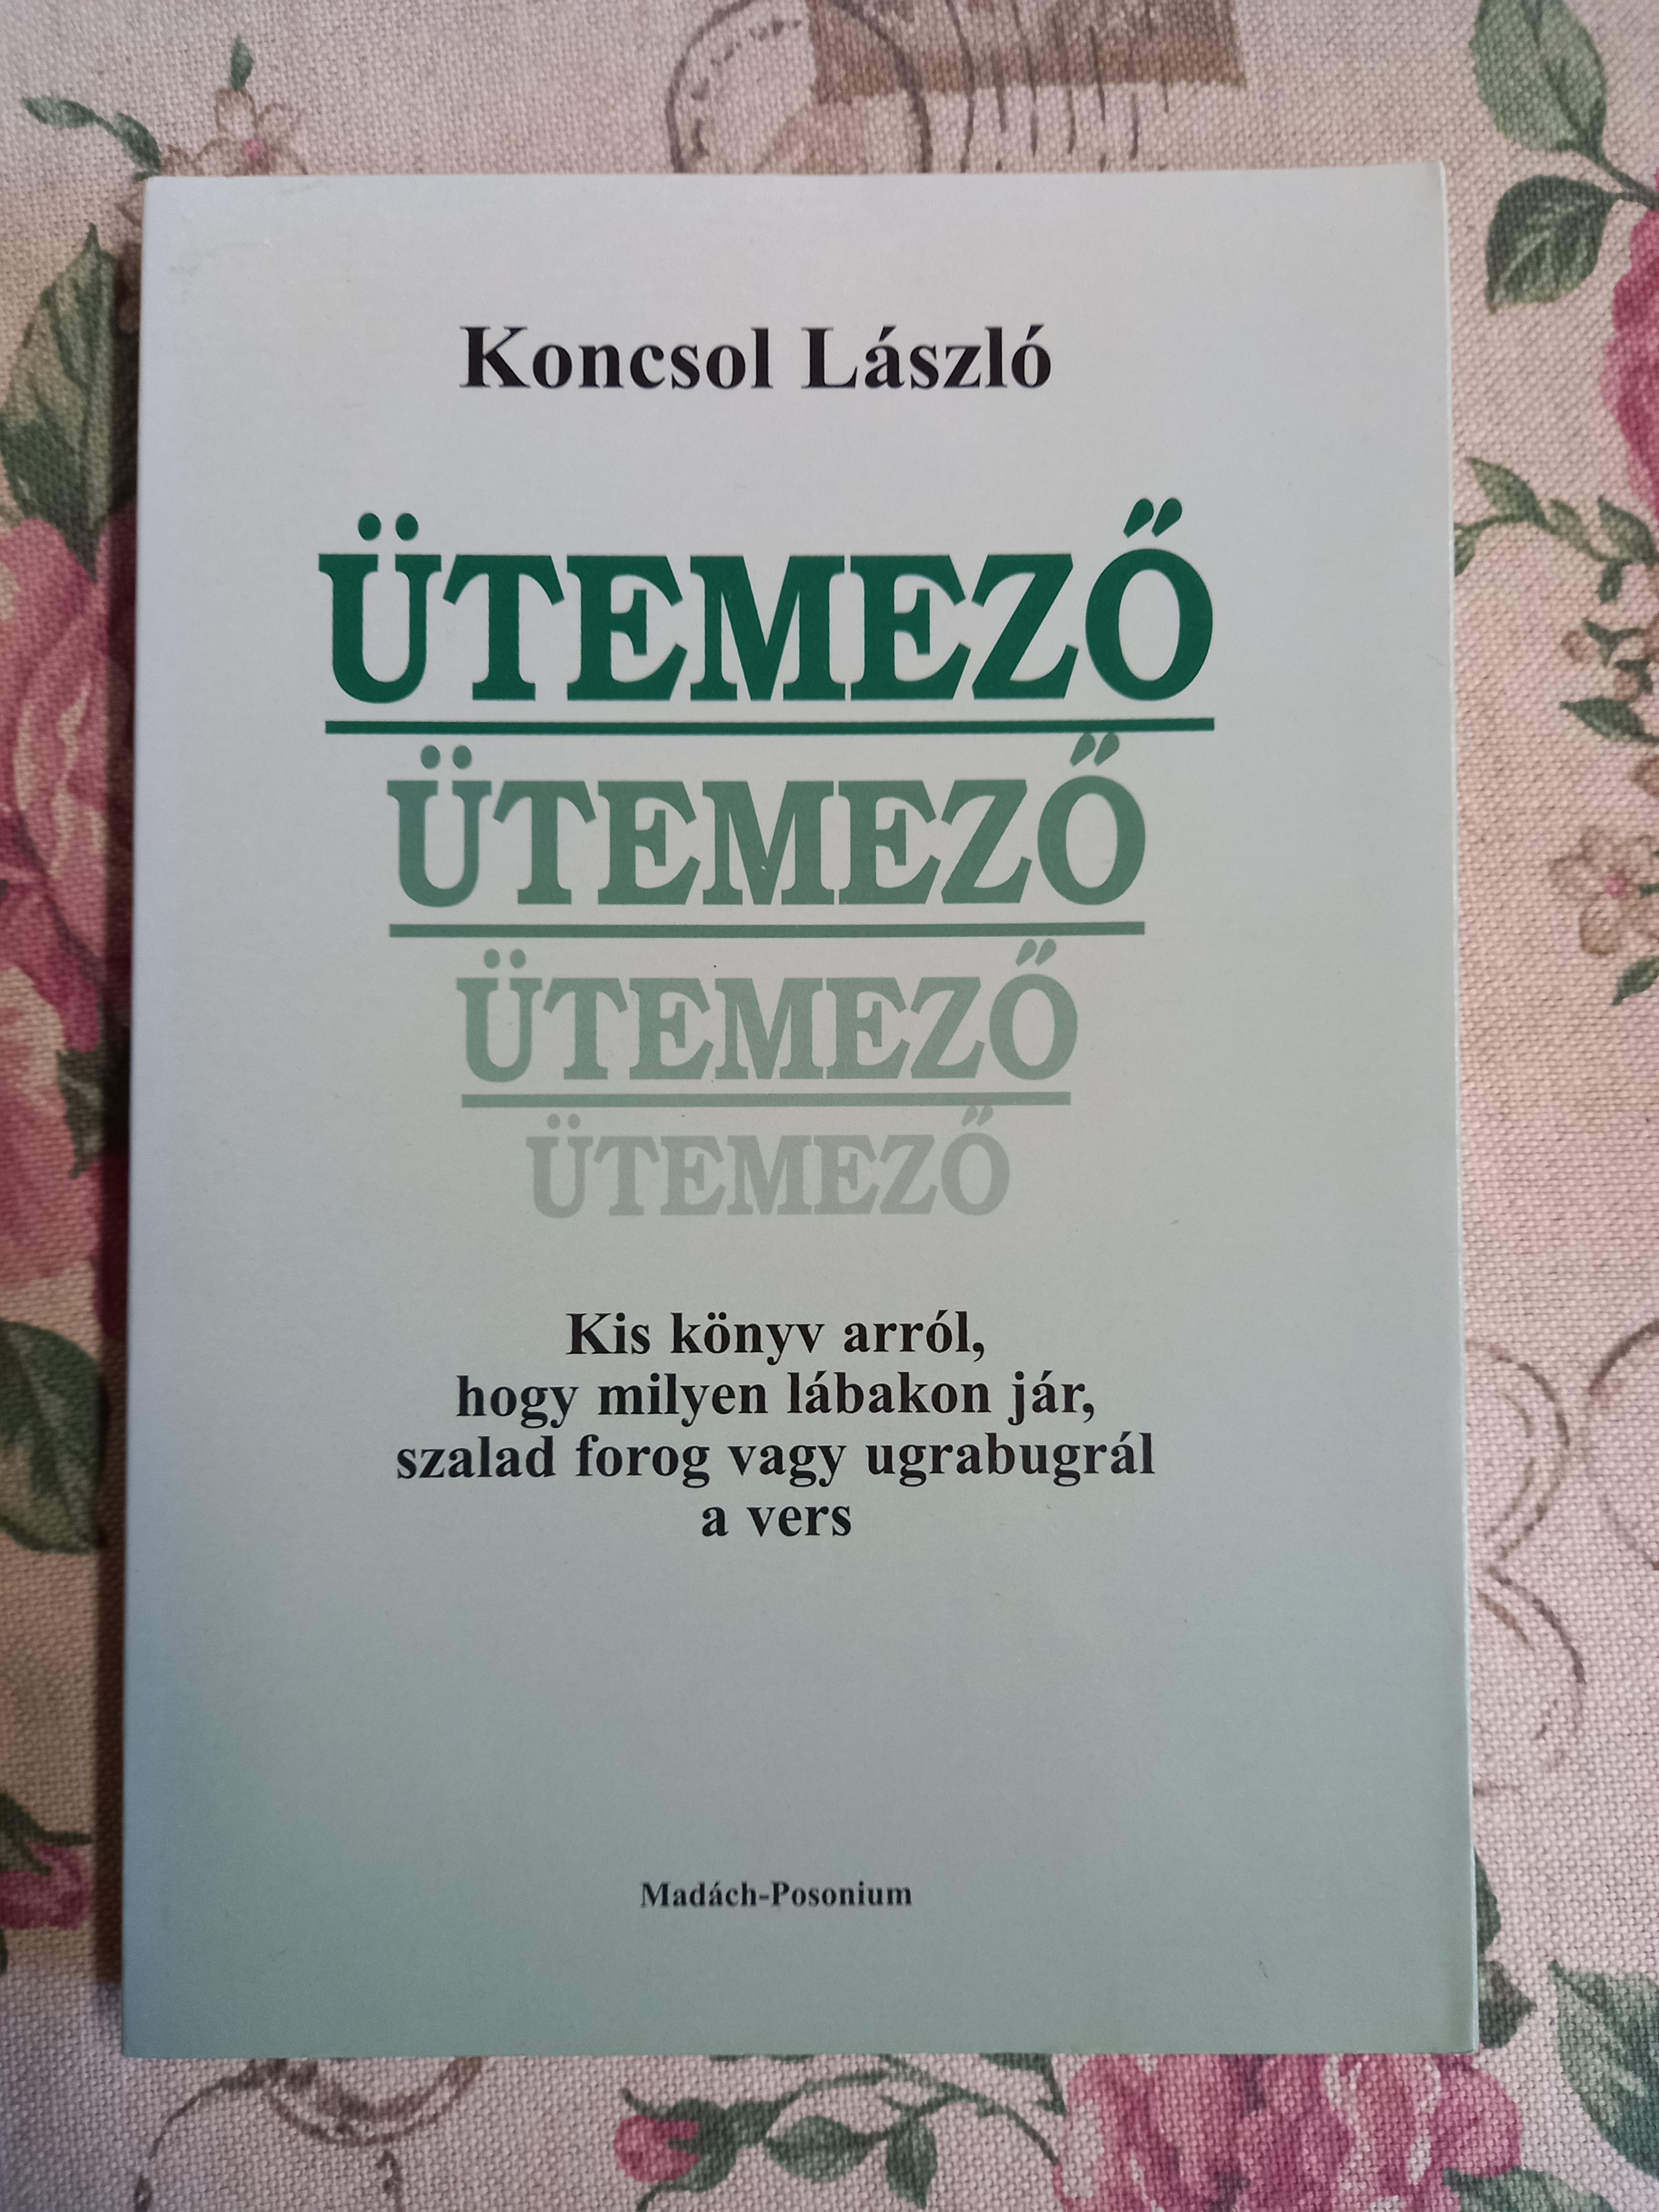 Koncsol László
ÜTEMEZŐ
ÜTEMEZŐ
ÜTEMEZŐ
ÜTEMEZŐ
Kis könyv arról,
hogy milyen lábakon jár,
szalad forog vagy ugrabugrál
a vers
Madách-Posonium